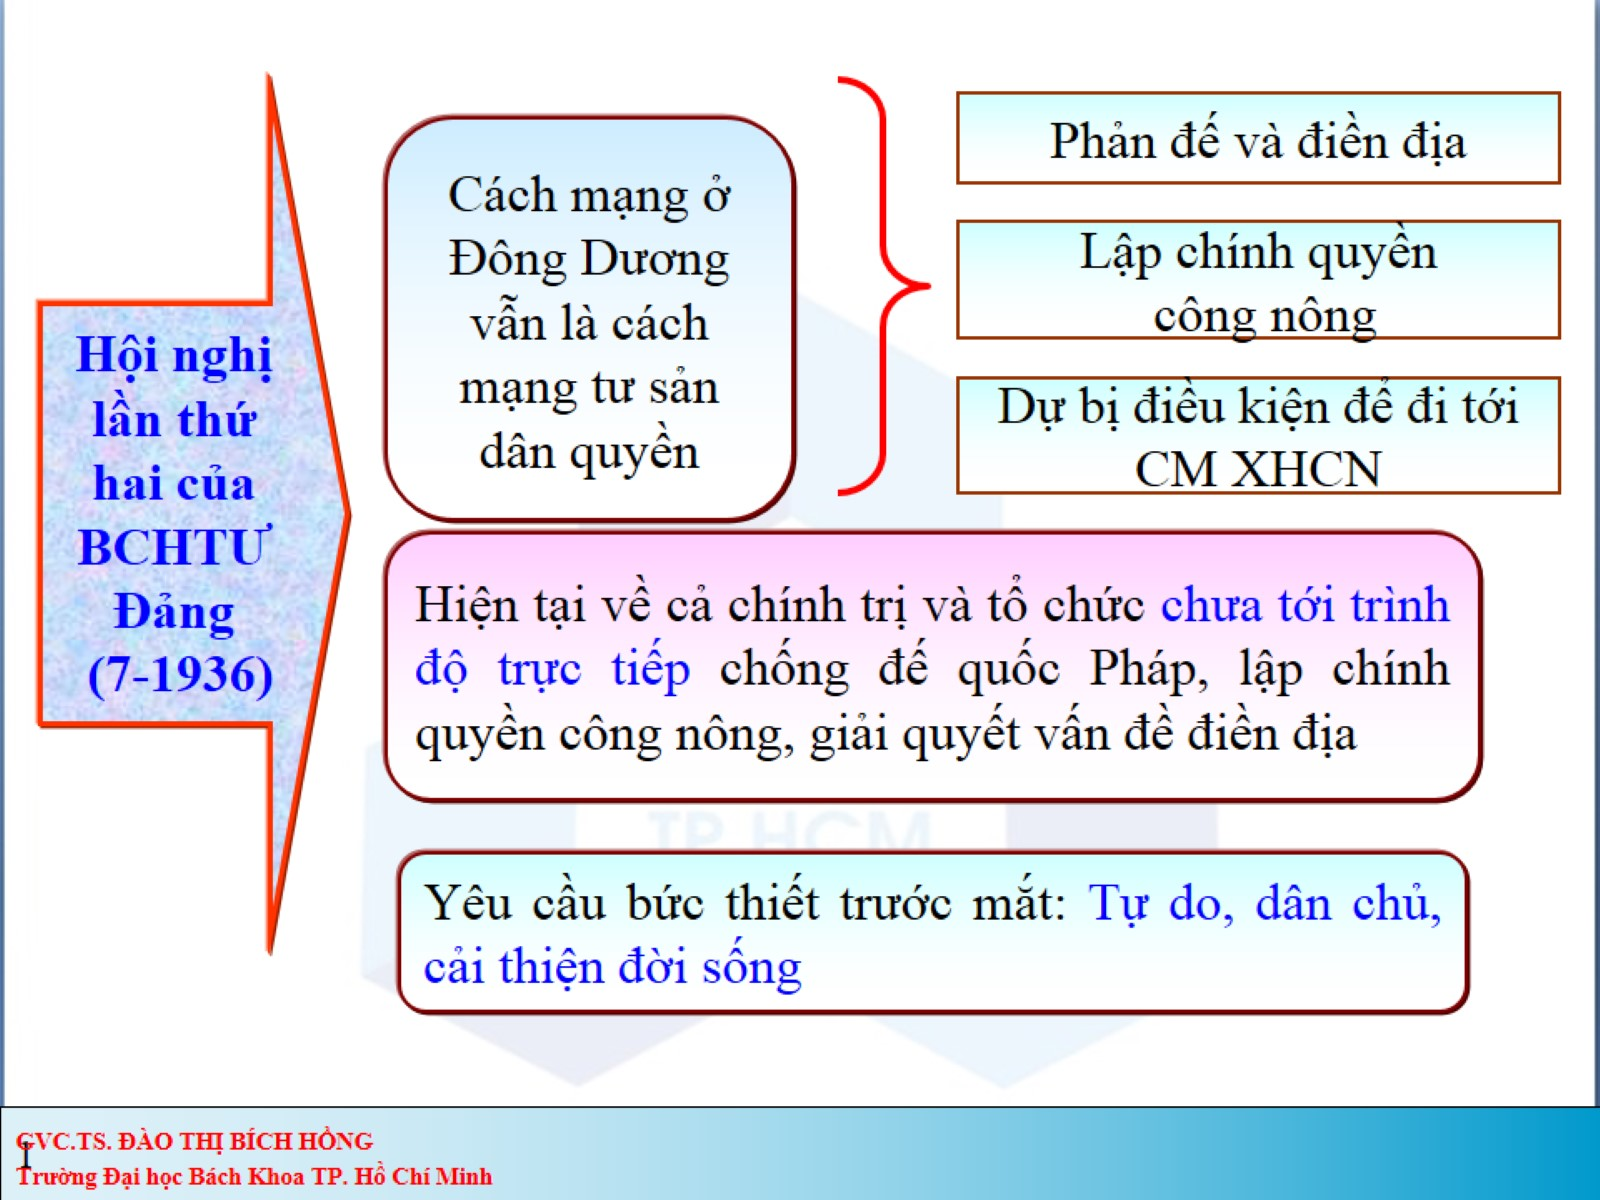 Hội nghị
lần thứ
hai của
BCHTƯ
Đảng
(7-1936)
Cách mạng ở
Đông Dương
vẫn là cách
mạng tư sản
dân quyền
Phản đế và điền địa
Lập chính quyền
công nông
Dự bị điều kiện để đi tới
CM XHCN
Hiện tại về cả chính trị và tổ chức chưa tới trình
độ trực tiếp chống đế quốc Pháp, lập chính
quyền công nông, giải quyết vấn đề điền địa
TP.HCM
Yêu cầu bức thiết trước mắt: Tự do, dân chủ,
cải thiện đời sống
GVC.TS. ĐÀO THỊ BÍCH HỒNG
1
Trường Đại học Bách Khoa TP. Hồ Chí Minh